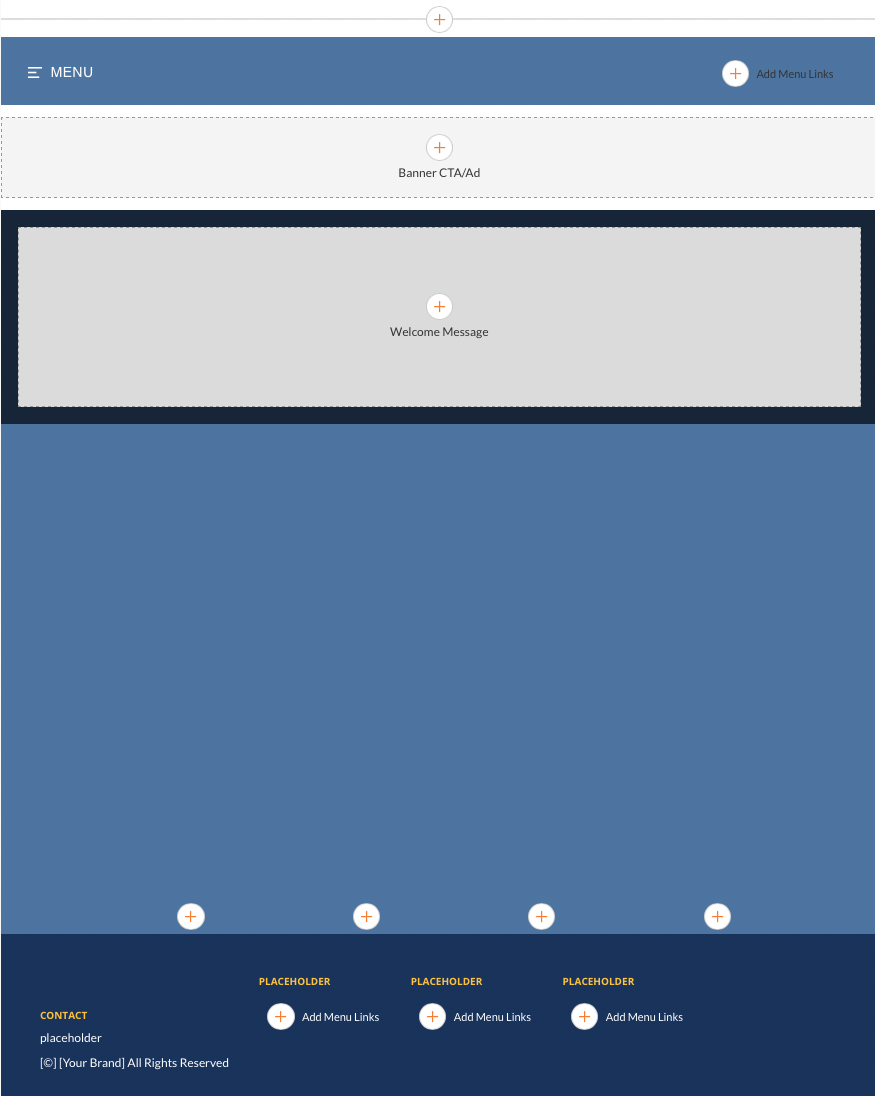 MENU
Add Menu Links
Banner CTA/Ad
Welcome Message
PLACEHOLDER PLACEHOLDER PLACEHOLDER
Add Menu Links Add Menu Links Add Menu Links
CONTACT
placeholder
[©] [Your Brand] All Rights Reserved